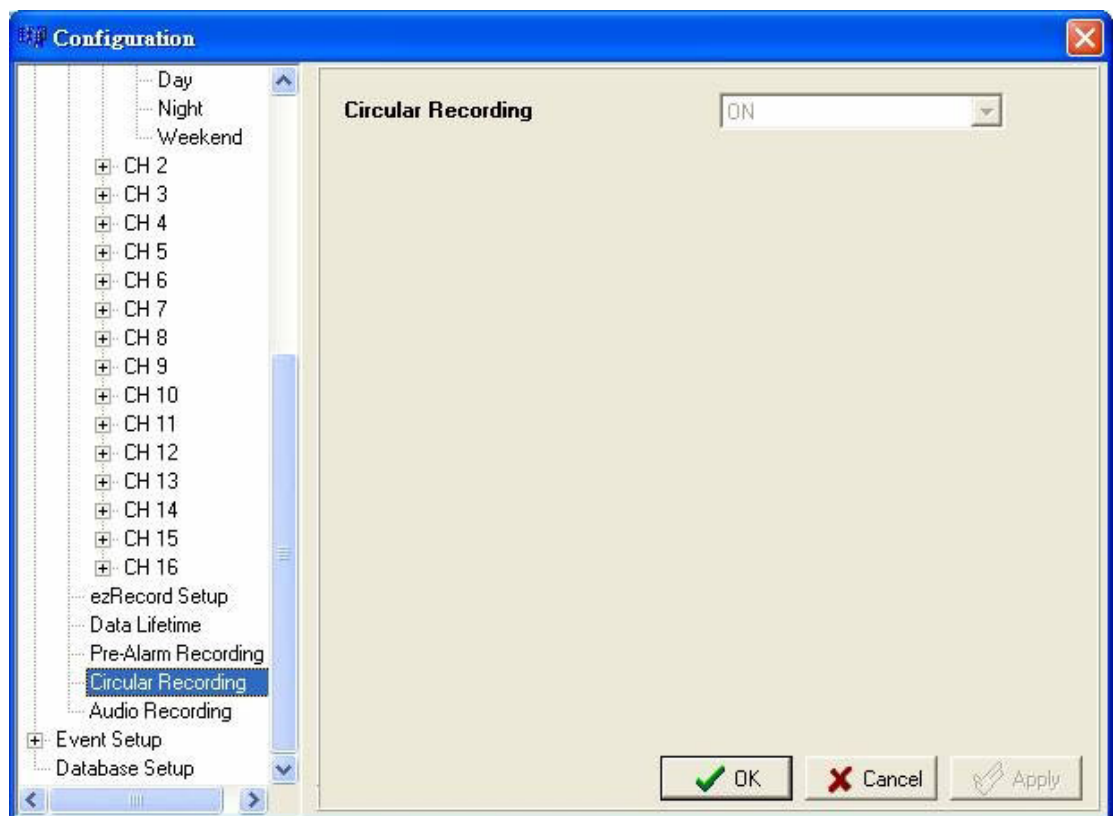 Configuration
Day
Night
Weekend
CH 2
CH 3
CH 4
CH 5
CH 6
CH 7
CH 8
CH 9
CH 10
CH 11
CH 12
CH 13
CH 14
CH 15
CH 16
ezRecord Setup
Data Lifetime
Pre-Alarm Recording
Circular Recording
Audio Recording
Event Setup
Database Setup
Circular Recording
ON
OK
Cancel
Apply